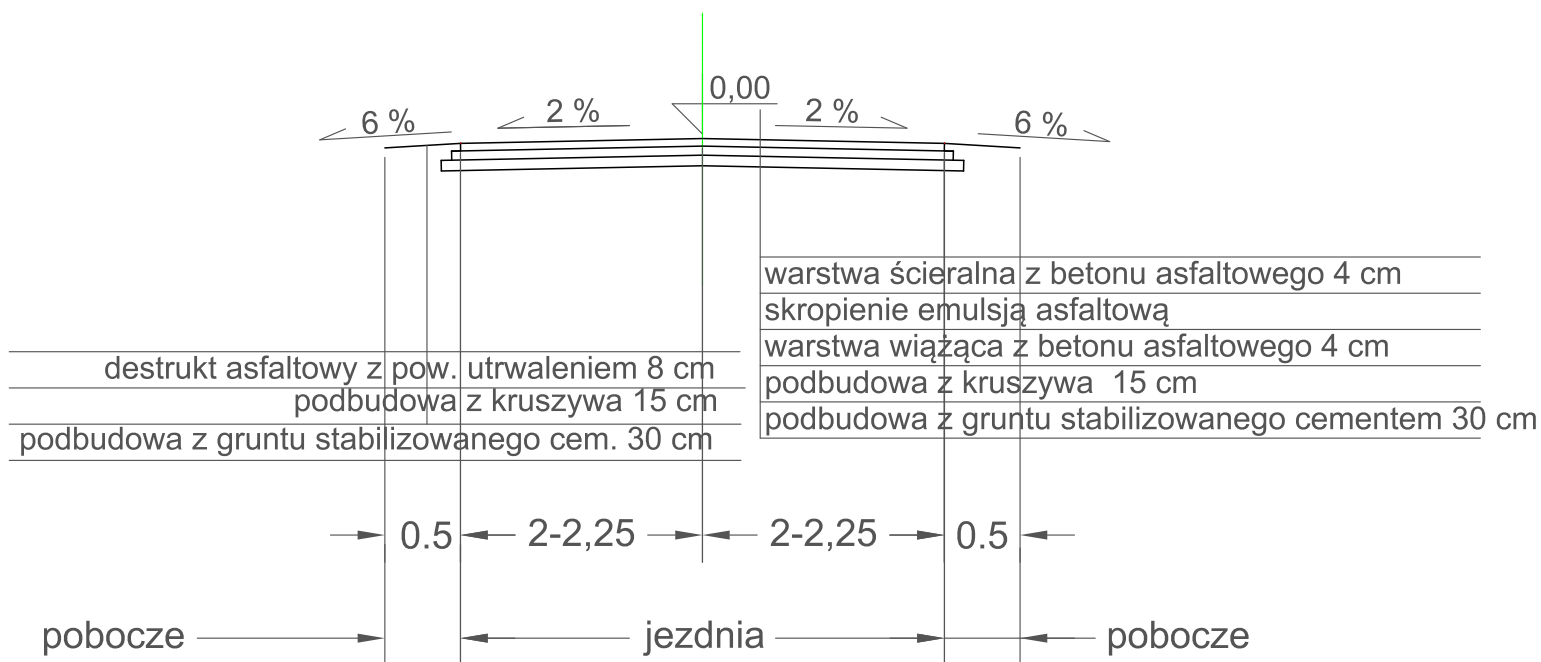 0,00
6 %
2 %
2 %
6 %
warstwa ścieralna z betonu asfaltowego 4 cm
skropienie emulsją asfaltową
warstwa wiążąca z betonu asfaltowego 4 cm
podbudowa z kruszywa  15 cm
podbudowa z gruntu stabilizowanego cementem 30 cm
destrukt asfaltowy z pow. utrwaleniem 8 cm
podbudowa z kruszywa 15 cm
podbudowa z gruntu stabilizowanego cem. 30 cm
0.5
2-2,25
2-2,25
0.5
pobocze
jezdnia
pobocze